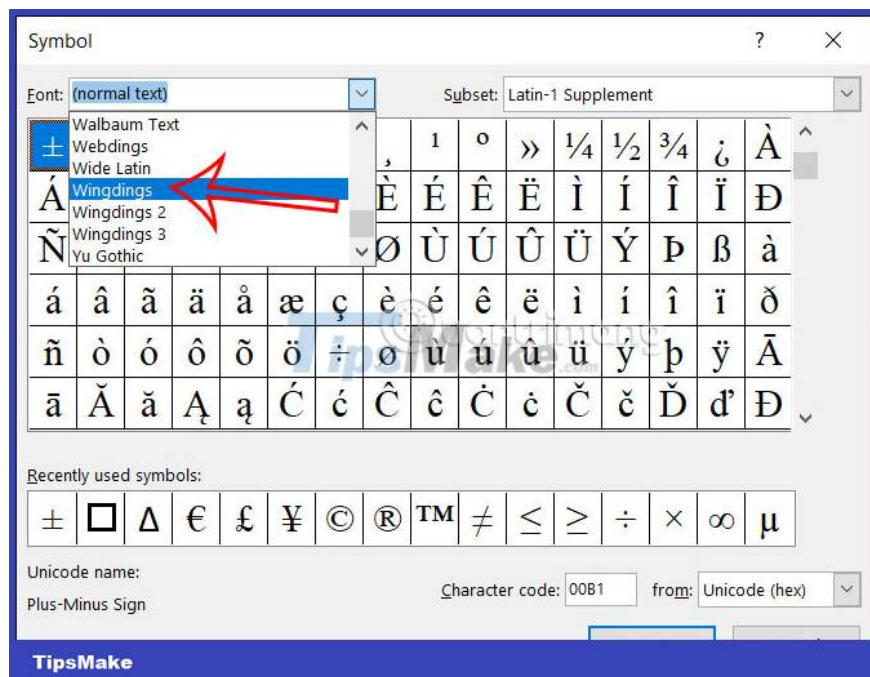 Symbol ?
Font: (normal text) Subset: Latin-1 Supplement
Walbaum Text
Webdings
Wide Latin
Wingdings
Wingdings 2
Wingdings 3
Yu Gothic
± ¸ ¹ º » ¼ ½ ¾ ¿ À
Á È É Ê Ë Ì Í Î Ï Ð
Ñ Ø Ù Ú Û Ü Ý Þ ß à
á â ã ä å æ ç è é ê ë ì í î ï ð
ñ ò ó ô õ ö ÷ ø ù ú û ü ý þ ÿ Ā
ā Ă ă Ą ą Ć ć Ĉ ĉ Ċ ċ Č č Ď ď Đ
TipsMake.com
Recently used symbols:
± □ Δ € £ ¥ © ® ™ ≠ ≤ ≥ ÷ × ∞ µ
Unicode name:
Plus-Minus Sign
Character code: 00B1 from: Unicode (hex)
TipsMake